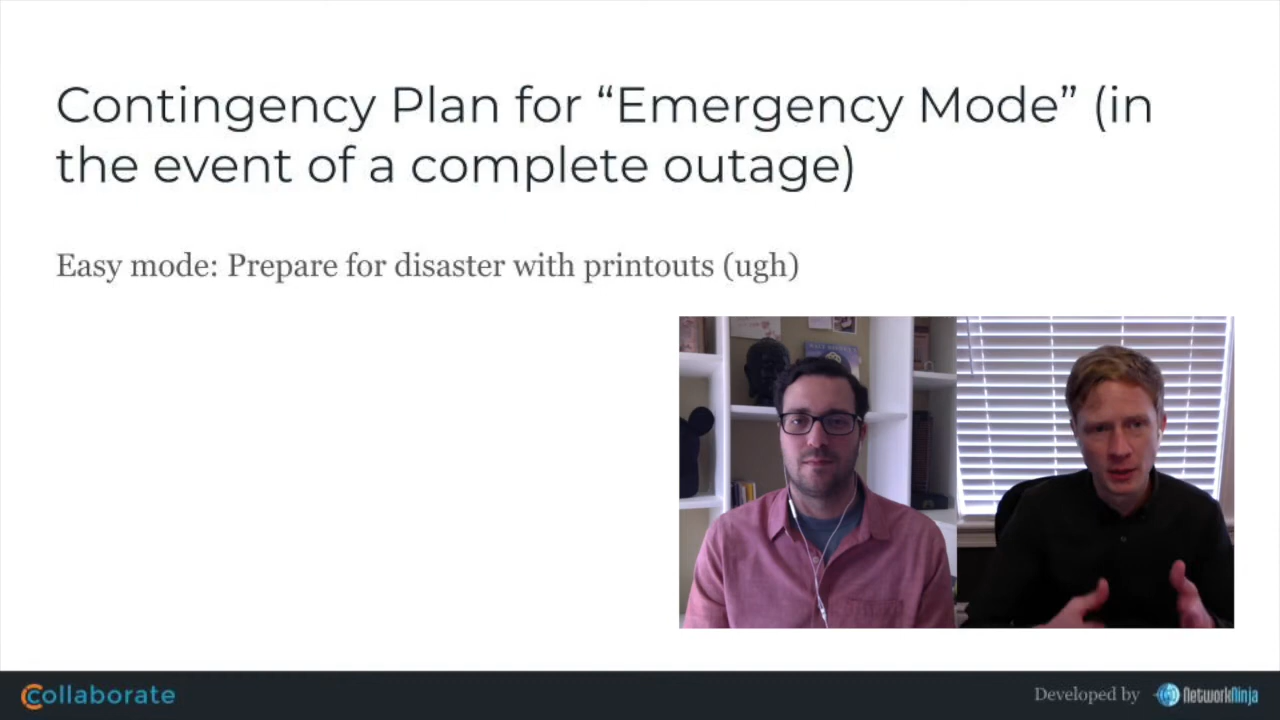 Contingency Plan for “Emergency Mode” (in
the event of a complete outage)
Easy mode: Prepare for disaster with printouts (ugh)
collaborate
Developed by NetworkNinja